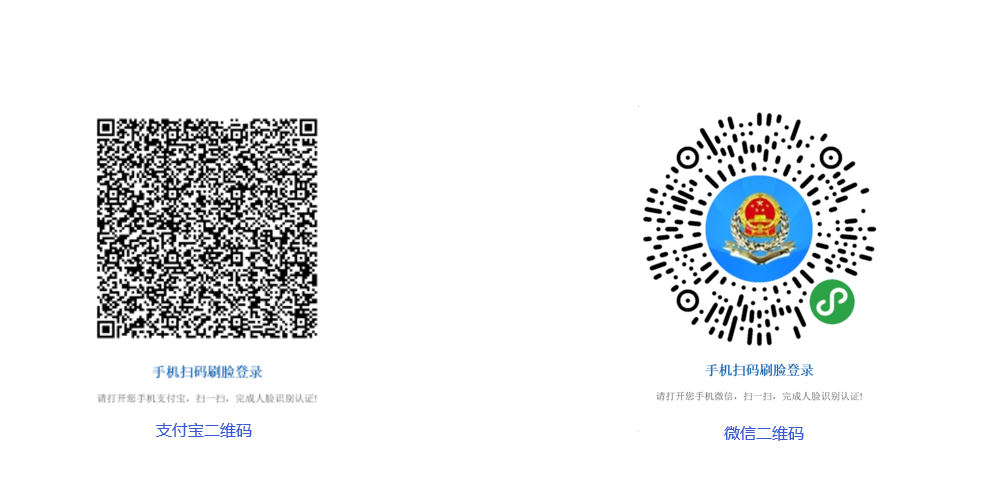 手机扫码刷脸登录
请打开您手机支付宝，扫一扫，完成人脸识别认证!
支付宝二维码
手机扫码刷脸登录
请打开您手机微信，扫一扫，完成人脸识别认证!
微信二维码